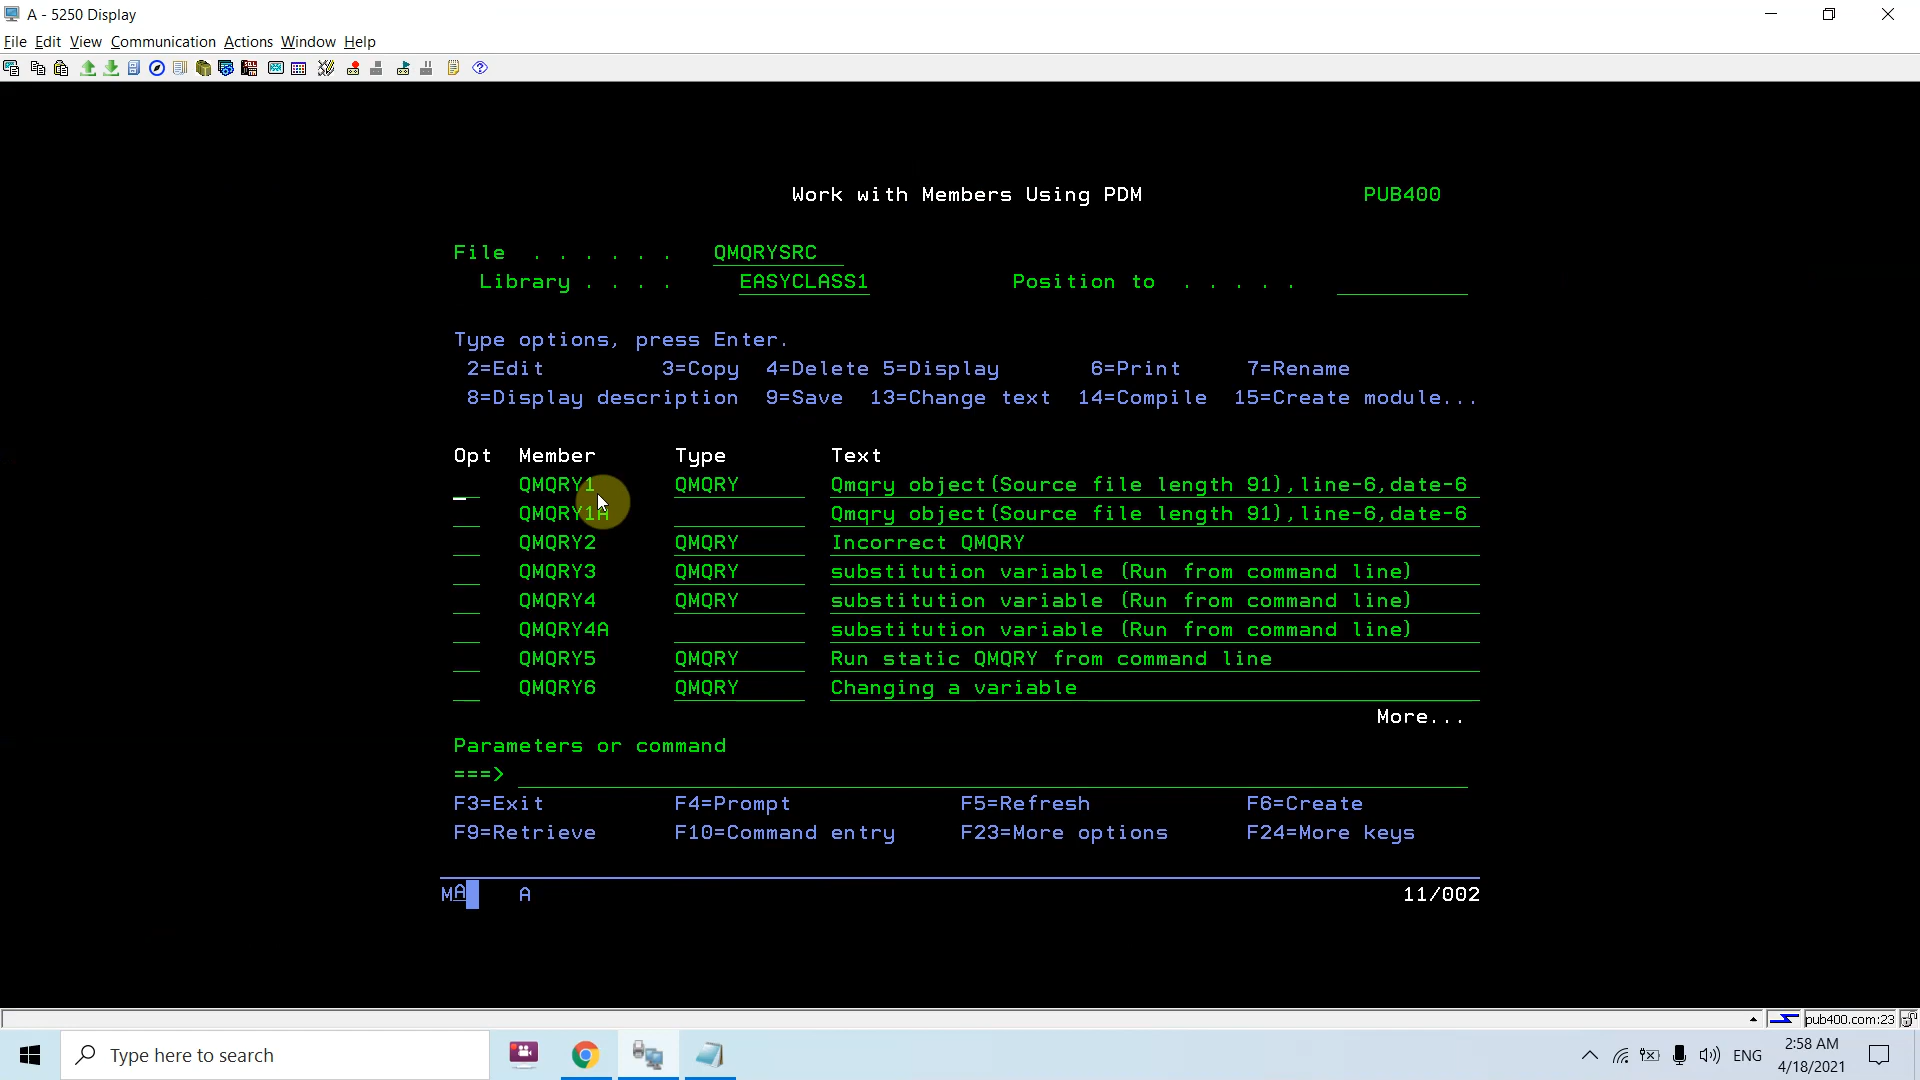 A - 5250 Display
File Edit View Communication Actions Window Help
Work with Members Using PDM PUB400
File . . . . . . QMQRYSRC
Library . . . . EASYCLASS1 Position to . . . . .
Type options, press Enter.
2=Edit 3=Copy 4=Delete 5=Display 6=Print 7=Rename
8=Display description 9=Save 13=Change text 14=Compile 15=Create module...
Opt Member Type Text
QMQRY1 QMQRY Qmqry object(Source file length 91),line-6,date-6
QMQRY1A Qmqry object(Source file length 91),line-6,date-6
QMQRY2 QMQRY Incorrect QMQRY
QMQRY3 QMQRY substitution variable (Run from command line)
QMQRY4 QMQRY substitution variable (Run from command line)
QMQRY4A substitution variable (Run from command line)
QMQRY5 QMQRY Run static QMQRY from command line
QMQRY6 QMQRY Changing a variable
More...
Parameters or command
===>
F3=Exit F4=Prompt F5=Refresh F6=Create
F9=Retrieve F10=Command entry F23=More options F24=More keys
MA A 11/002
pub400.com:23
Type here to search
ENG
2:58 AM
4/18/2021